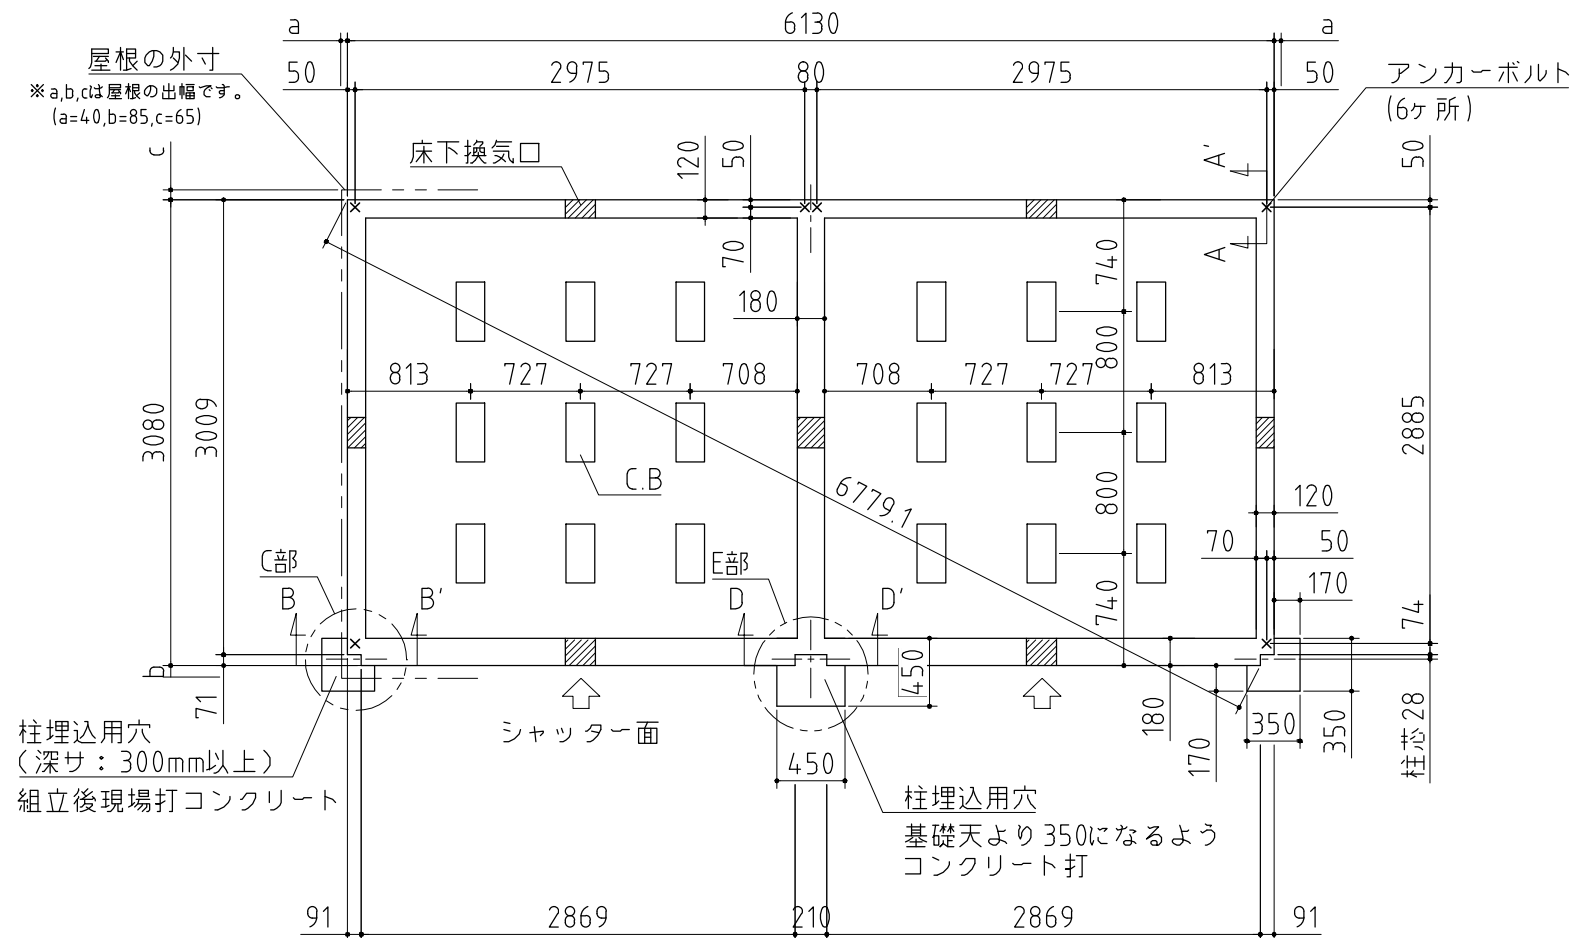 a
6130
a
屋根の外寸
50
2975
80
2975
50
アンカーボルト
※a,b,cは屋根の出幅です。
(a=40,b=85,c=65)
(6ヶ所)
c
床下換気口
120
50
A'
50
70
740
A
180
800
813
727
727
708
708
727
727
813
3080
3009
2885
C.B
6779.1
800
120
70
50
C部
E部
170
B
B'
D
D'
740
74
b
71
450
シャッター面
180
170
350
350
柱芯28
柱埋込用穴
(深サ：300mm以上)
組立後現場打コンクリート
450
柱埋込用穴
基礎天より350になるよう
コンクリート打
91
2869
210
2869
91